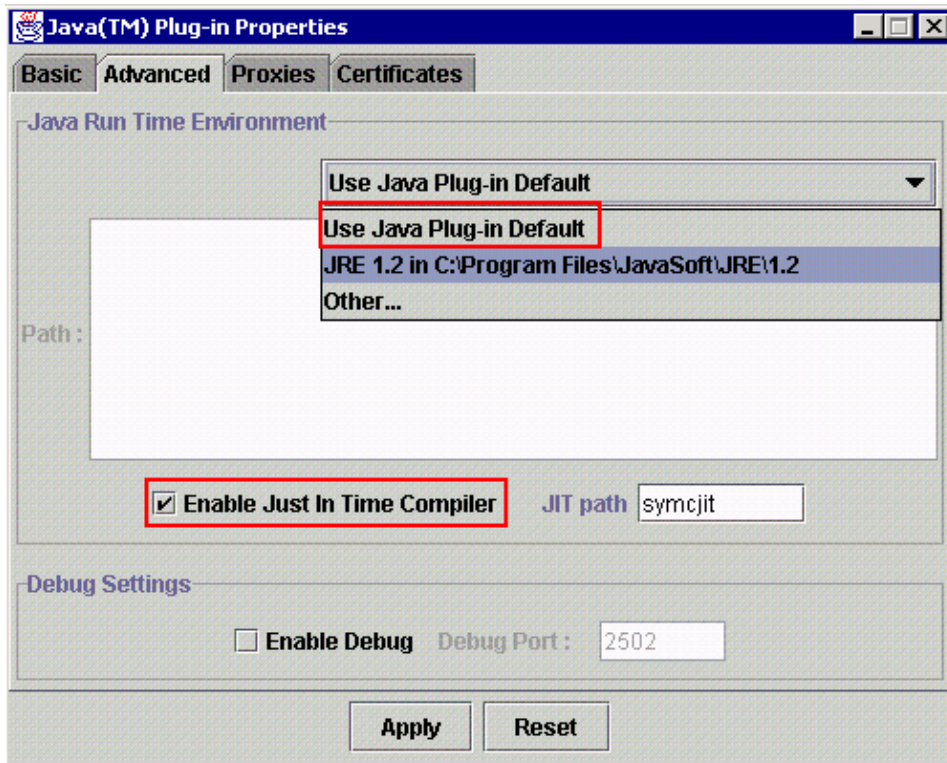 Java(TM) Plug-in Properties
Basic Advanced Proxies Certificates
Java Run Time Environment
Use Java Plug-in Default
Use Java Plug-in Default
JRE 1.2 in C:\Program Files\JavaSoft\JRE\1.2
Other...
Path :
Enable Just In Time Compiler JIT path symcjit
Debug Settings
Enable Debug Debug Port : 2502
Apply Reset